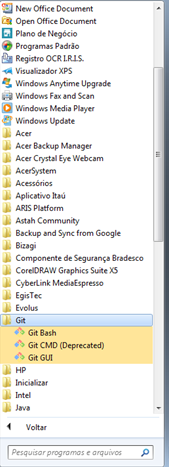 New Office Document
Open Office Document
Plano de Negócio
Programas Padrão
Registro OCR I.R.I.S.
Visualizador XPS
Windows Anytime Upgrade
Windows Fax and Scan
Windows Media Player
Windows Update
Acer
Acer Backup Manager
Acer Crystal Eye Webcam
AcerSystem
Acessórios
Aplicativo Itaú
ARIS Platform
Astah Community
Backup and Sync from Google
Bizagi
Componente de Segurança Bradesco
CorelDRAW Graphics Suite X5
CyberLink MediaEspresso
EgisTec
Evolus
Git
Git Bash
Git CMD (Deprecated)
Git GUI
HP
Inicializar
Intel
Java
Voltar
Pesquisar programas e arquivos